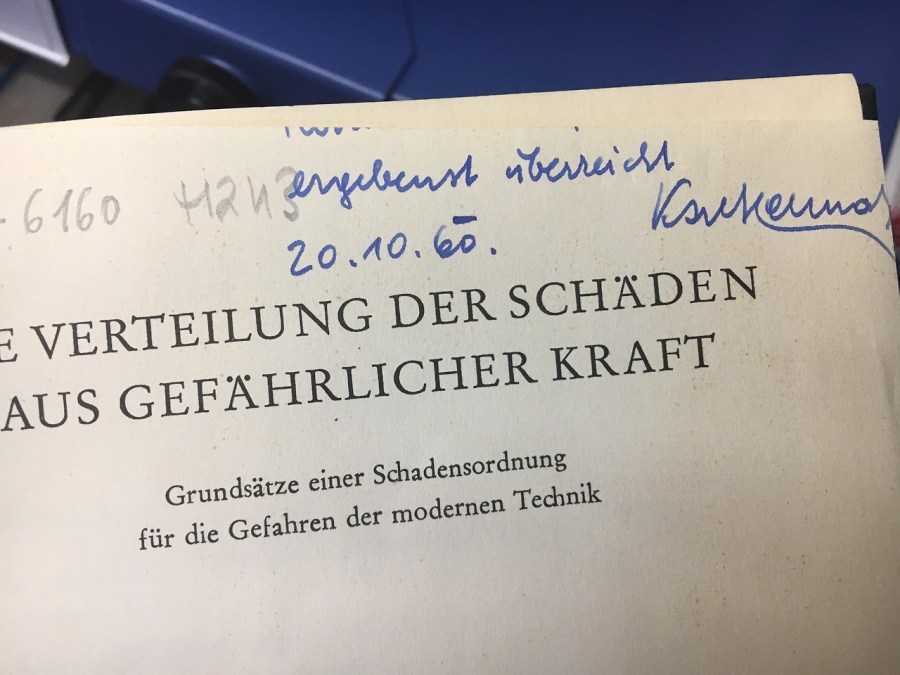 ergebenst überreicht
6160
20.10.60.
E VERTEILUNG DER SCHÄDEN
AUS GEFÄHRLICHER KRAFT
Grundsätze einer Schadensordnung
für die Gefahren der modernen Technik